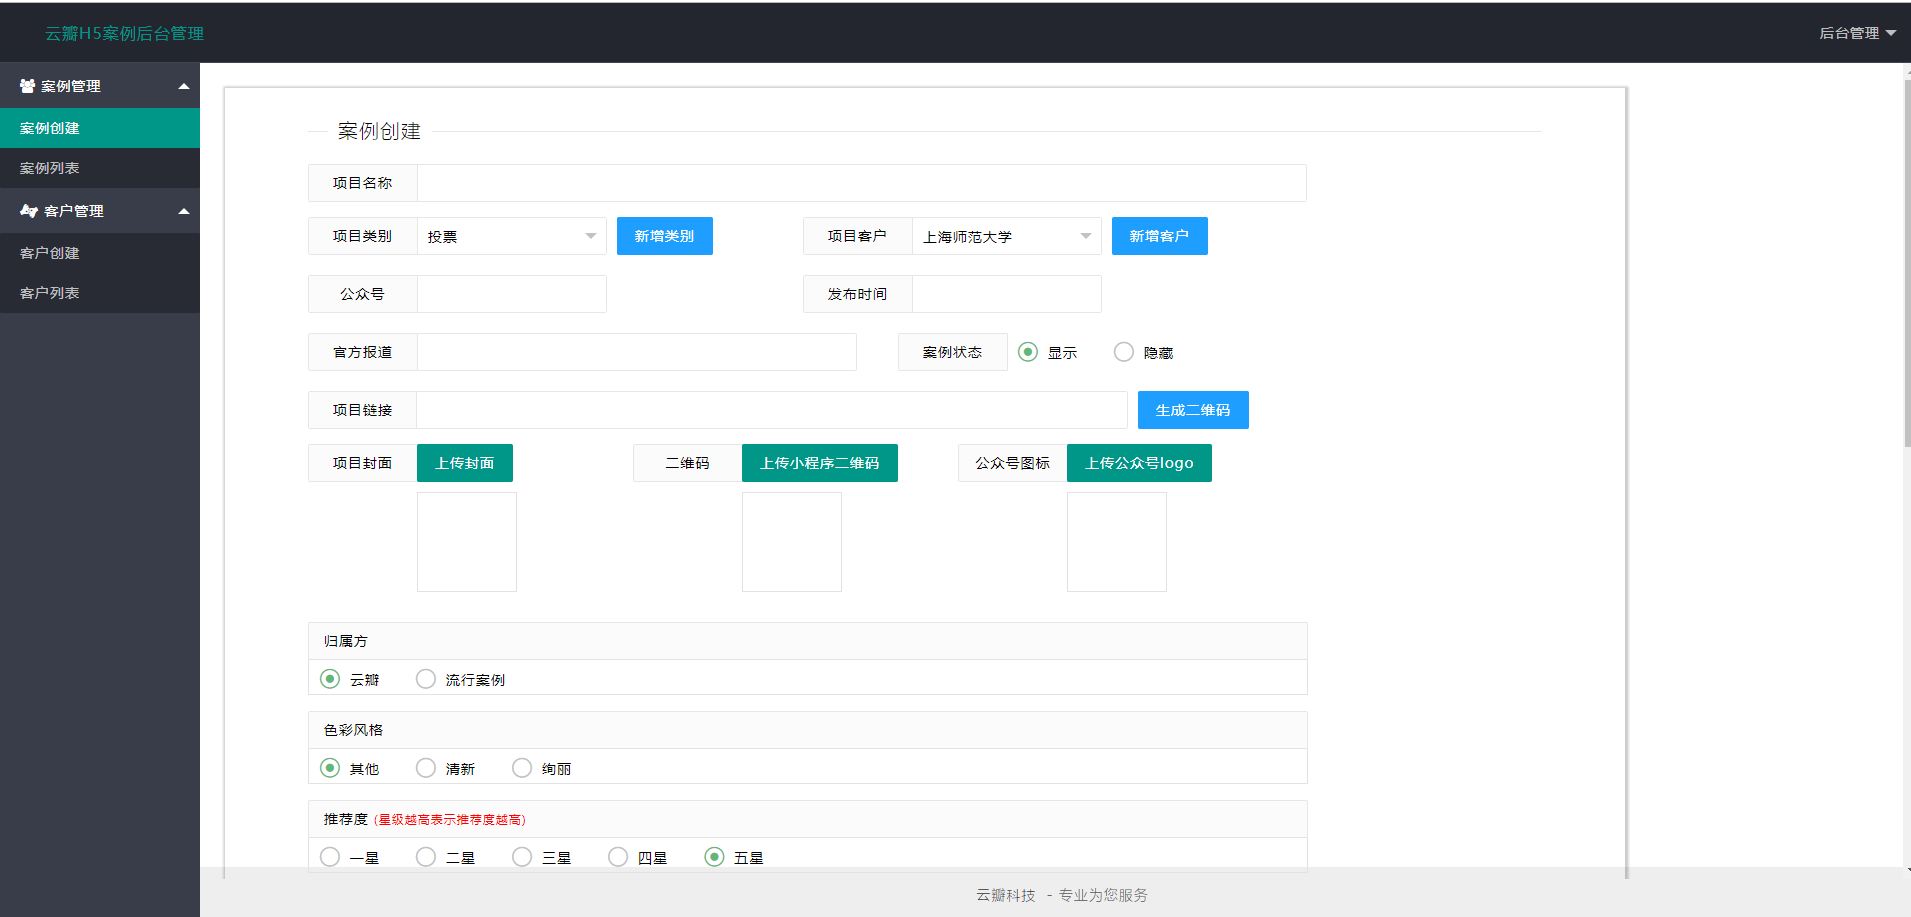 云瓣H5案例后台管理
后台管理
案例管理
案例创建
案例列表
客户管理
客户创建
客户列表
案例创建
项目名称
项目类别 投票 新增类别 项目客户 上海师范大学 新增客户
公众号 发布时间
官方报道 案例状态 显示 隐藏
项目链接 生成二维码
项目封面 上传封面 二维码 上传小程序二维码 公众号图标 上传公众号logo
归属方
云瓣 流行案例
色彩风格
其他 清新 绚丽
推荐度 (星级越高表示推荐度越高)
一星 二星 三星 四星 五星
云瓣科技 - 专业为您服务